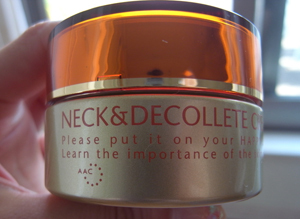 NECK&DECOLLETE
Please put it on your
Learn the importance of the
AAC